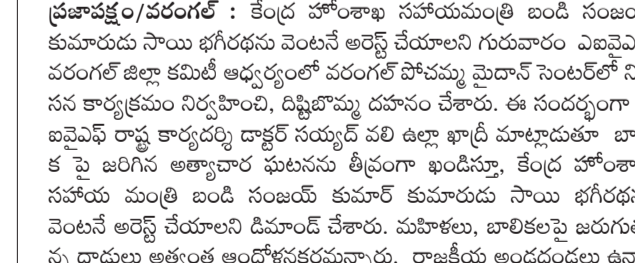 ప్రజాపక్షం/వరంగల్ : కేంద్ర హోంశాఖ సహాయమంత్రి బండి సంజ
కుమారుడు సాయి భగీరథను వెంటనే అరెస్ట్ చేయాలని గురువారం ఎఐవై
వరంగల్ జిల్లా కమిటీ ఆధ్వర్యంలో వరంగల్ పోచమ్మ మైదాన్ సెంటర్‌లో ని
సన కార్యక్రమం నిర్వహించి, దిష్టిబొమ్మ దహనం చేశారు. ఈ సందర్భంగా
ఐవైఎఫ్ రాష్ట్ర కార్యదర్శి డాక్టర్ సయ్యద్ వలి ఉల్లా ఖాద్రీ మాట్లాడుతూ బా
క పై జరిగిన అత్యాచార ఘటనను తీవ్రంగా ఖండిస్తూ, కేంద్ర హోంశా
సహాయ మంత్రి బండి సంజయ్ కుమార్ కుమారుడు సాయి భగీరథ
వెంటనే అరెస్ట్ చేయాలని డిమాండ్ చేశారు. మహిళలు, బాలికలపై జరుగు
న్న దాడులు అత్యంత ఆందోళనకరమన్నారు. రాజకీయ అండదండలు ఉన్నా